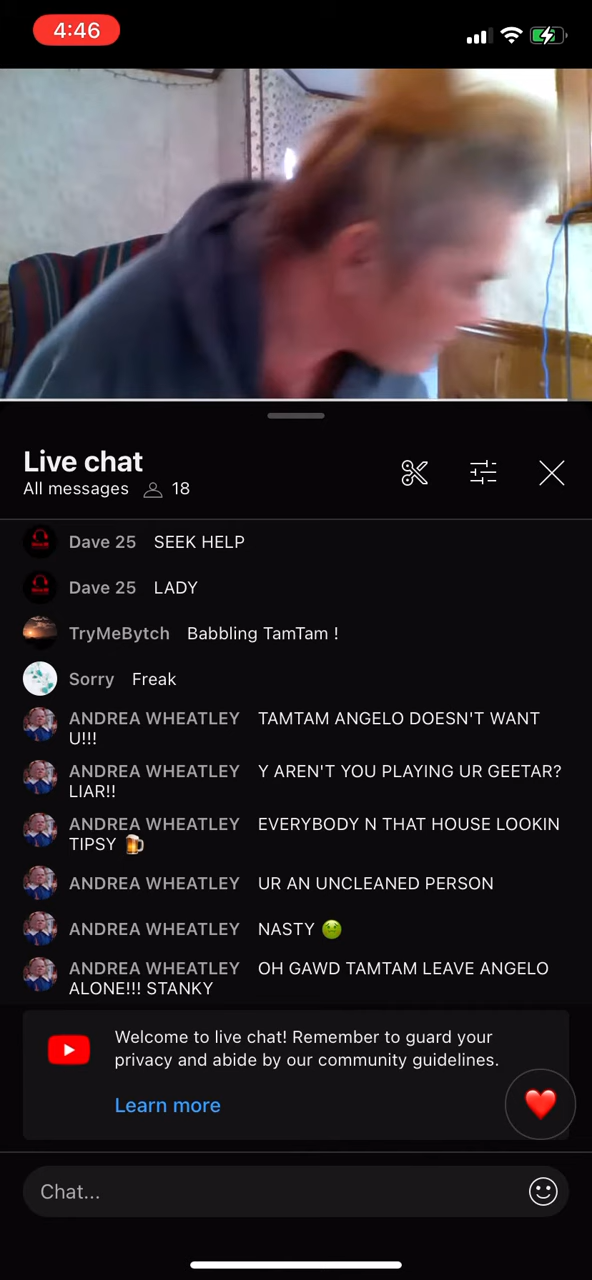 4:46
Live chat
All messages 18
Dave 25 SEEK HELP
Dave 25 LADY
TryMeBytch Babbling TamTam !
Sorry Freak
ANDREA WHEATLEY TAMTAM ANGELO DOESN'T WANT
U!!!
ANDREA WHEATLEY Y AREN'T YOU PLAYING UR GEETAR?
LIAR!!
ANDREA WHEATLEY EVERYBODY N THAT HOUSE LOOKIN
TIPSY 🍺
ANDREA WHEATLEY UR AN UNCLEANED PERSON
ANDREA WHEATLEY NASTY 🤢
ANDREA WHEATLEY OH GAWD TAMTAM LEAVE ANGELO
ALONE!!! STANKY
Welcome to live chat! Remember to guard your
privacy and abide by our community guidelines.
Learn more
Chat...